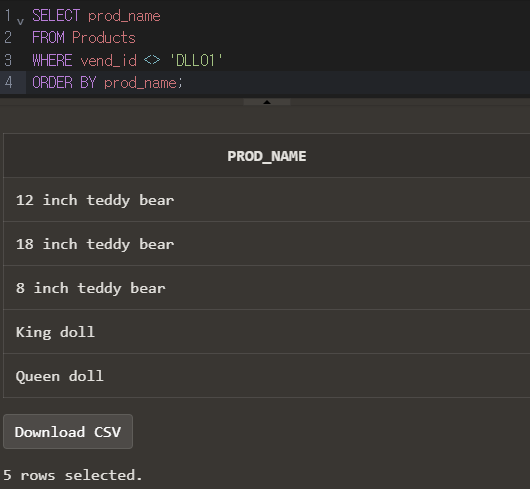 1 SELECT prod_name
2 FROM Products
3 WHERE vend_id <> 'DLL01'
4 ORDER BY prod_name;
PROD_NAME
12 inch teddy bear
18 inch teddy bear
8 inch teddy bear
King doll
Queen doll
Download CSV
5 rows selected.